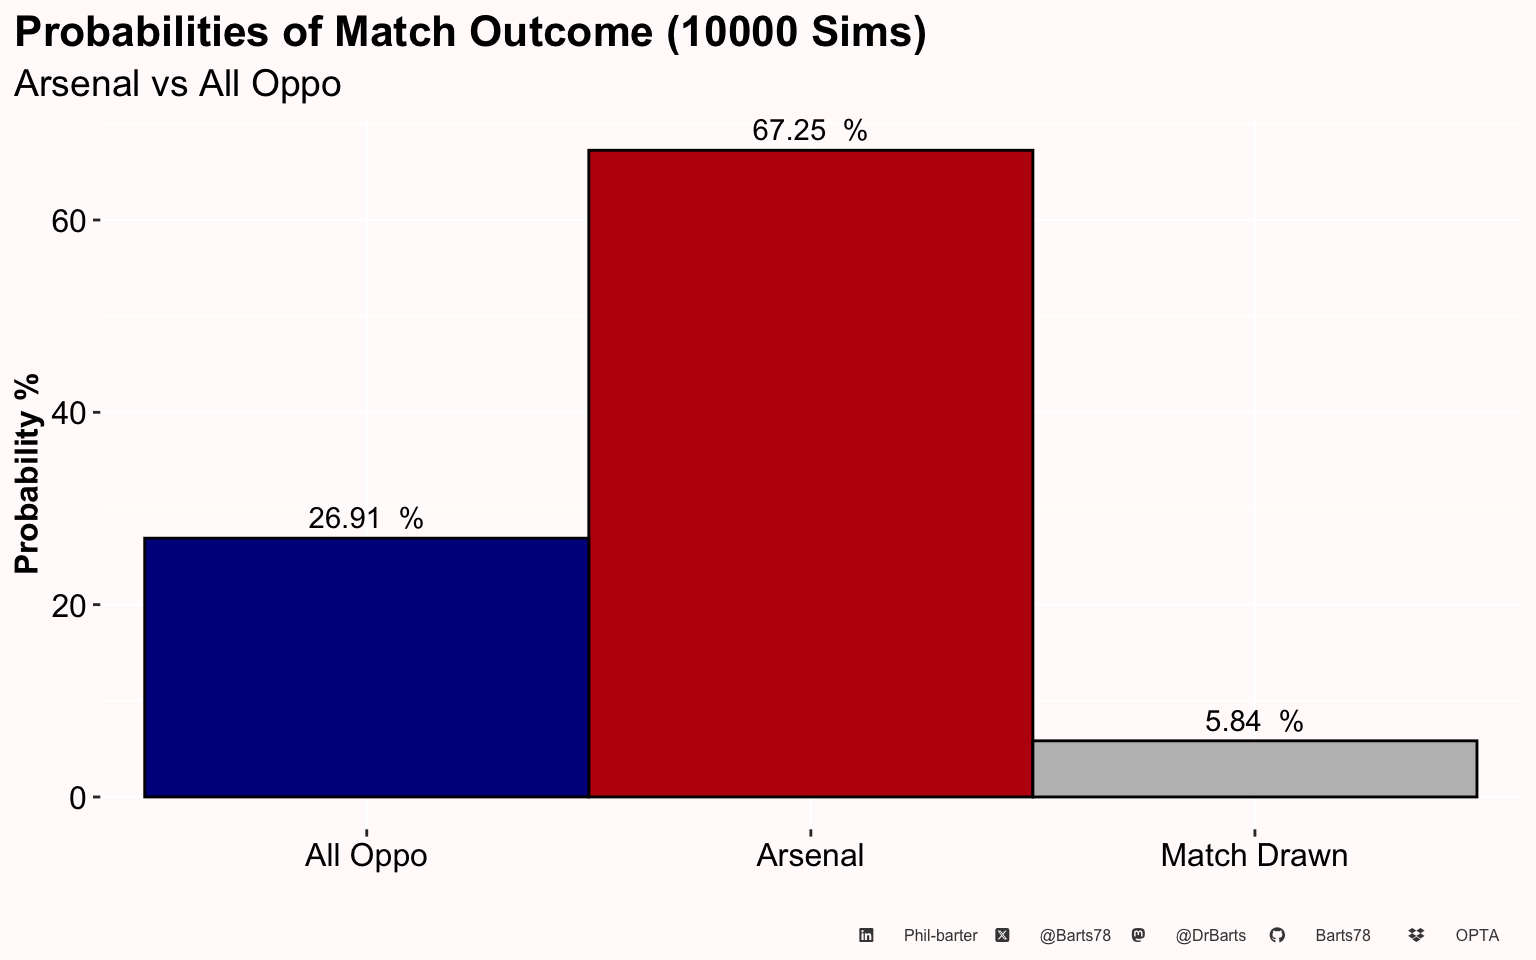 Probabilities of Match Outcome (10000 Sims)
Arsenal vs All Oppo
67.25 %
60
40
Probability %
26.91 %
20
5.84 %
0
All Oppo Arsenal Match Drawn
Phil-barter @Barts78 @DrBarts Barts78 OPTA